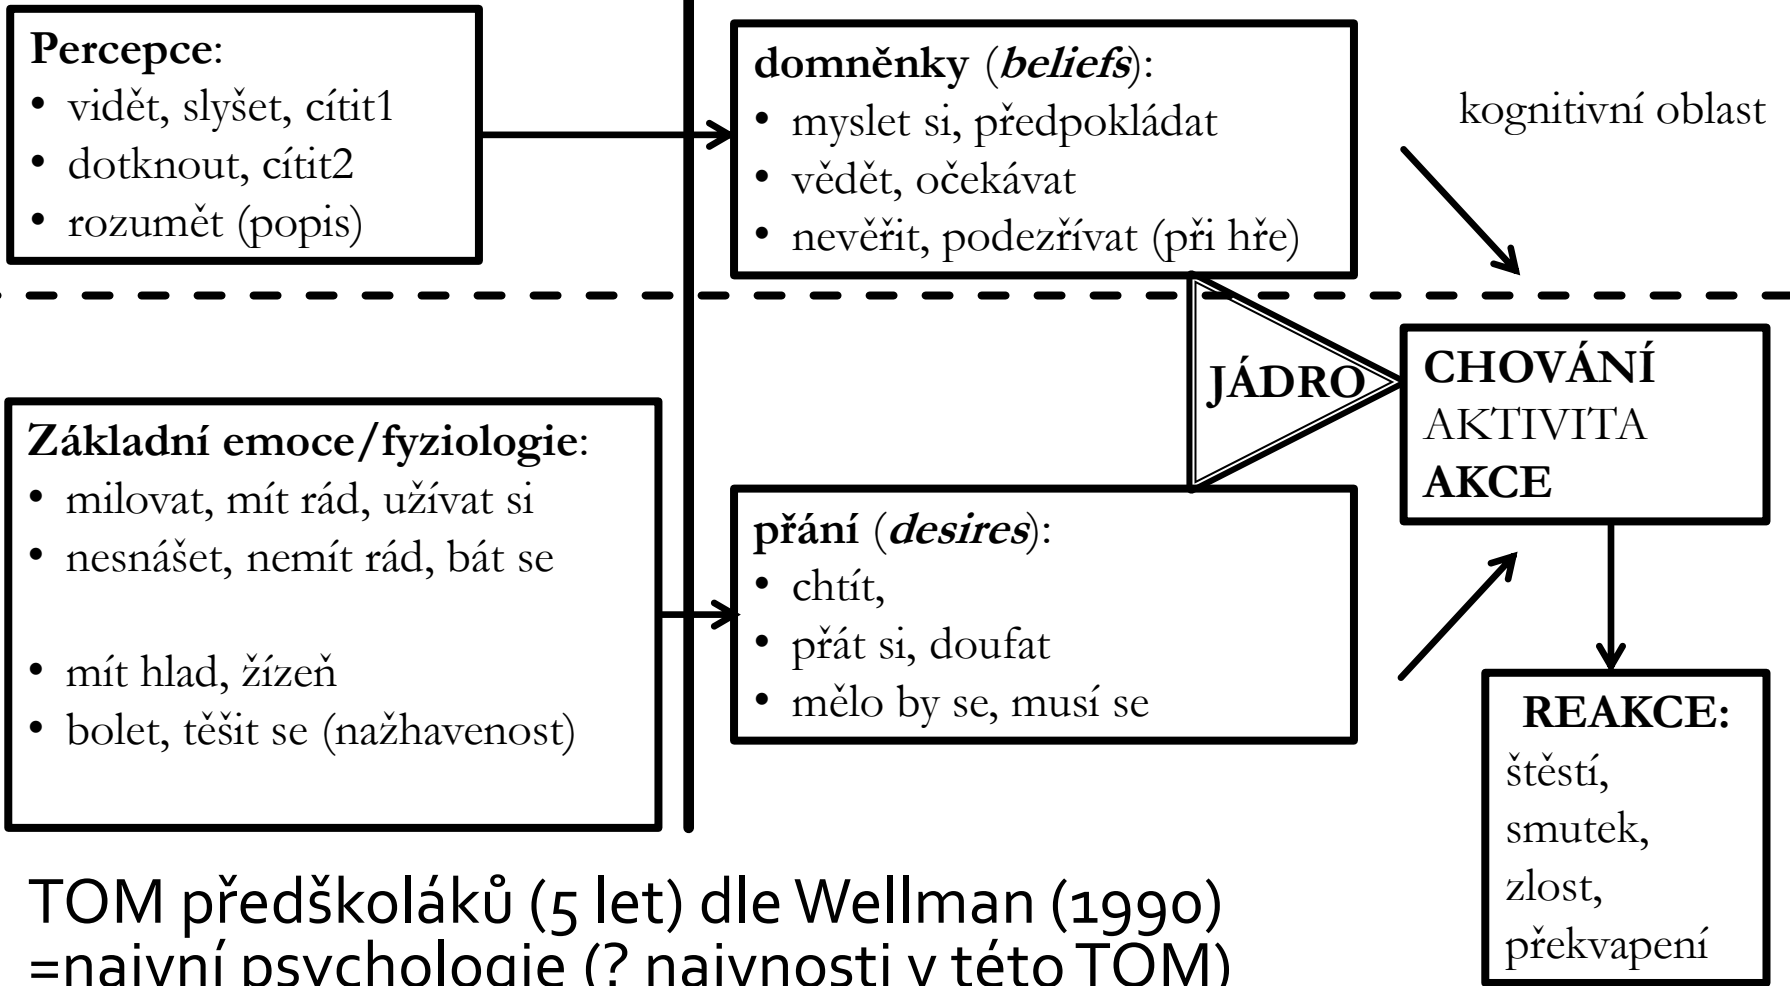 Percepce:
• vidět, slyšet, cítit1
• dotknout, cítit2
• rozumět (popis)
domněnky (beliefs):
• myslet si, předpokládat
• vědět, očekávat
• nevěřit, podezřívat (při hře)
kognitivní oblast
JÁDRO
CHOVÁNÍ
AKTIVITA
AKCE
Základní emoce/fyziologie:
• milovat, mít rád, užívat si
• nesnášet, nemít rád, bát se
• mít hlad, žízeň
• bolet, těšit se (nažhavenost)
přání (desires):
• chtít,
• přát si, doufat
• mělo by se, musí se
REAKCE:
štěstí,
smutek,
zlost,
překvapení
TOM předškoláků (5 let) dle Wellman (1990)
=naivní psychologie (? naivnosti v této TOM)